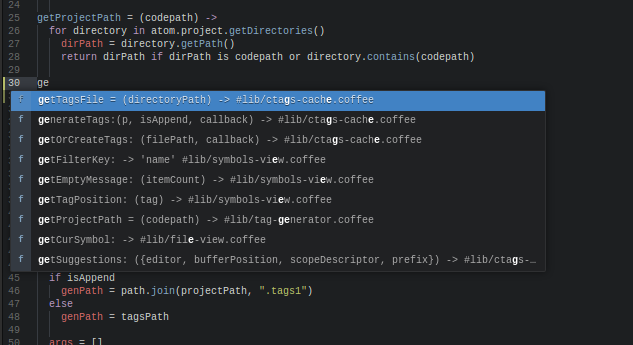 24
25 getProjectPath = (codepath) ->
26 for directory in atom.project.getDirectories()
27 dirPath = directory.getPath()
28 return dirPath if dirPath is codepath or directory.contains(codepath)
29
30 ge
f getTagsFile = (directoryPath) -> #lib/ctags-cache.coffee
f generateTags:(p, isAppend, callback) -> #lib/ctags-cache.coffee
f getOrCreateTags: (filePath, callback) -> #lib/ctags-cache.coffee
f getFilterKey: -> 'name' #lib/symbols-view.coffee
f getEmptyMessage: (itemCount) -> #lib/symbols-view.coffee
f getTagPosition: (tag) -> #lib/symbols-view.coffee
f getProjectPath = (codepath) -> #lib/tag-generator.coffee
f getCurSymbol: -> #lib/file-view.coffee
f getSuggestions: ({editor, bufferPosition, scopeDescriptor, prefix}) -> #lib/ctags-…
45 if isAppend
46 genPath = path.join(projectPath, ".tags1")
47 else
48 genPath = tagsPath
49
50 args = []